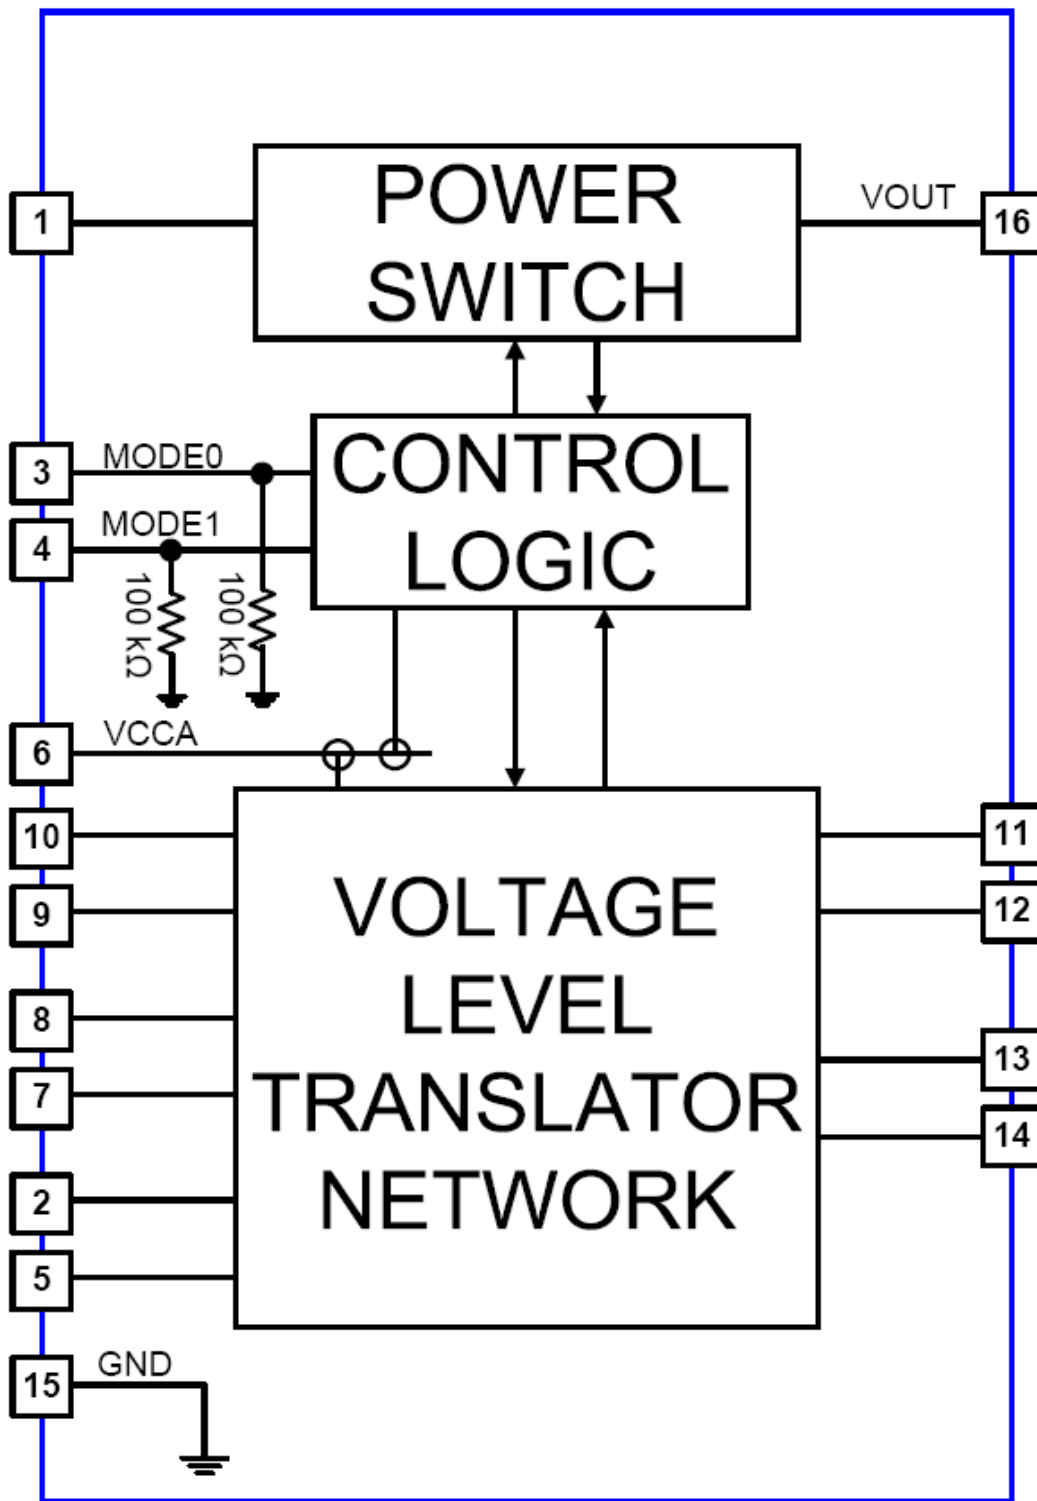 POWER
SWITCH
1
VOUT
16
CONTROL
LOGIC
3
MODE0
4
MODE1
100 kΩ
100 kΩ
6
VCCA
VOLTAGE
LEVEL
TRANSLATOR
NETWORK
10
9
8
7
2
5
11
12
13
14
15
GND